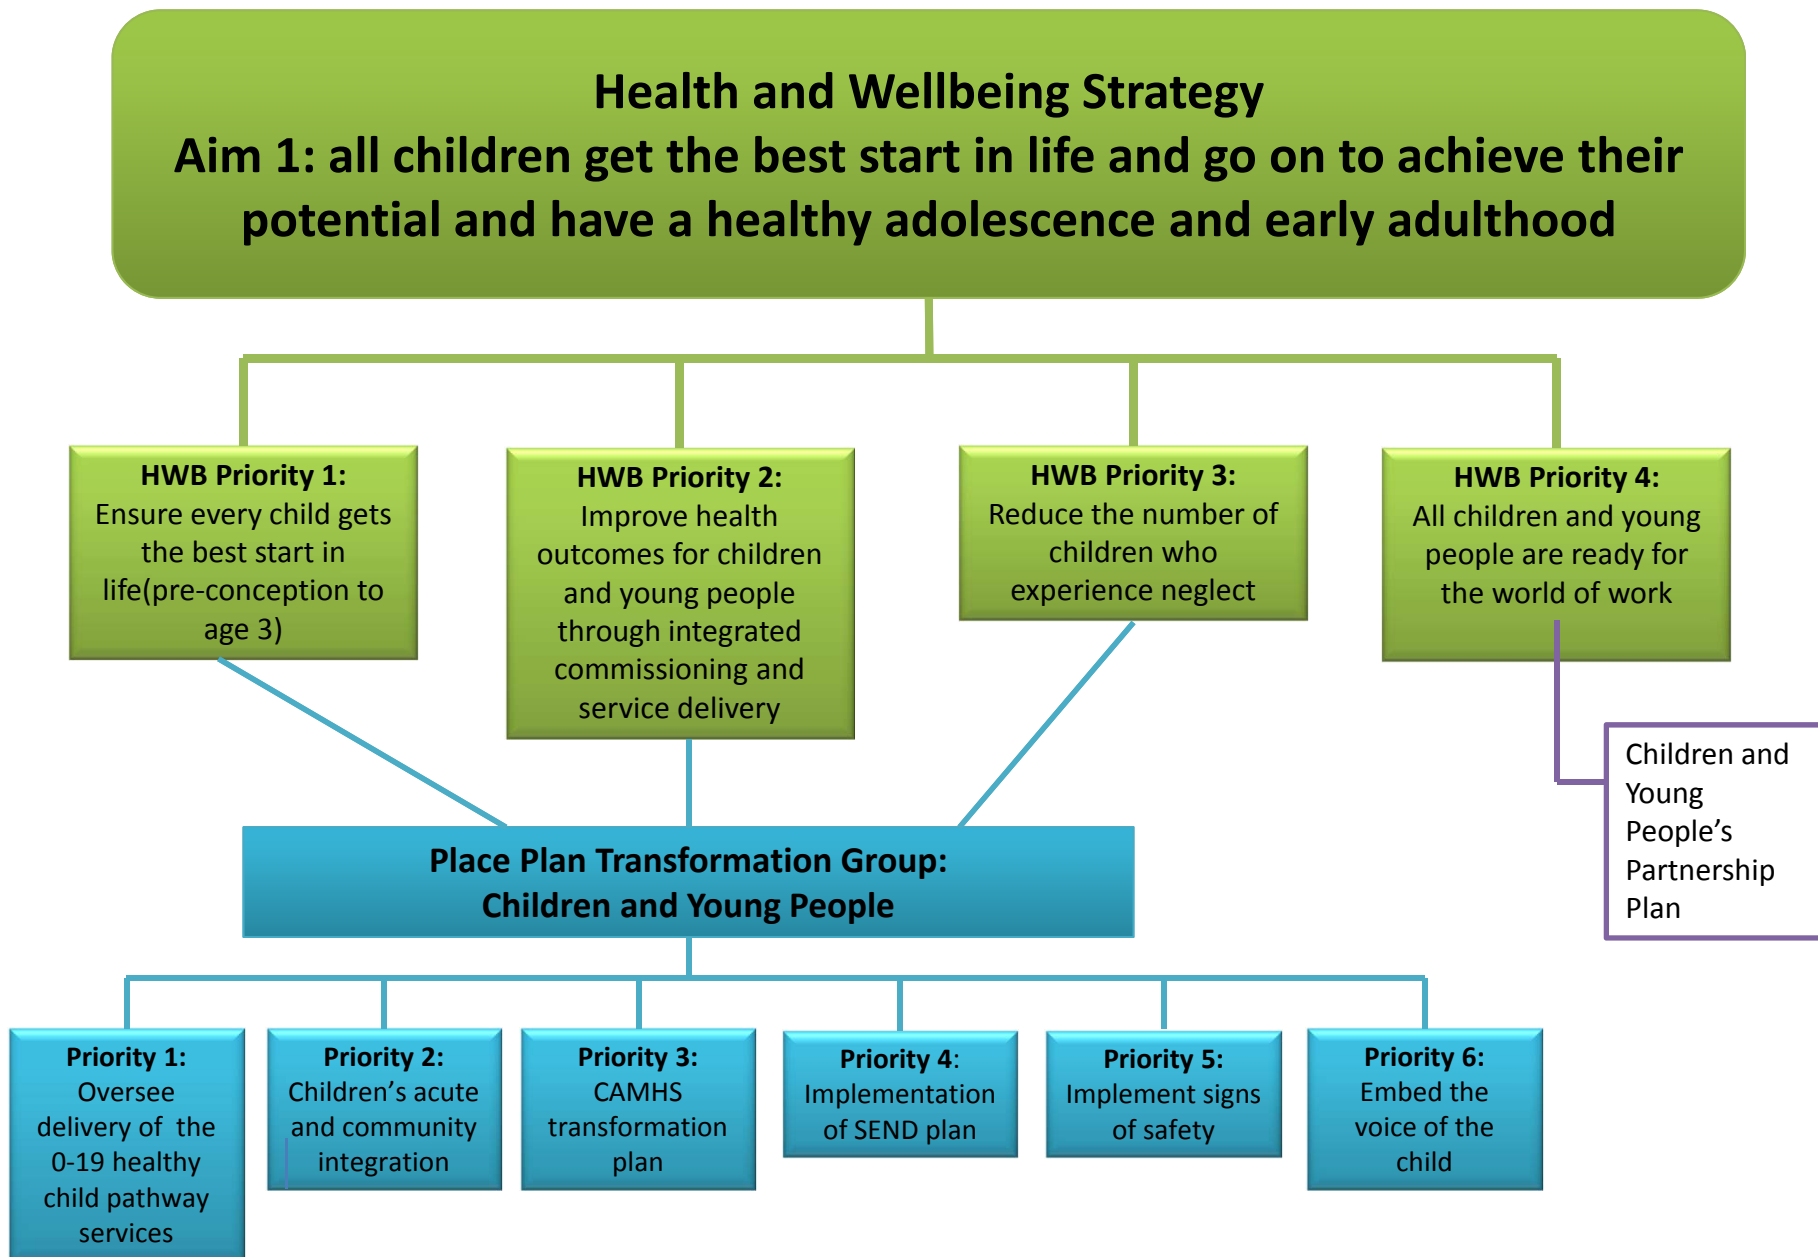 Health and Wellbeing Strategy
Aim 1: all children get the best start in life and go on to achieve their
potential and have a healthy adolescence and early adulthood
HWB Priority 1:
Ensure every child gets
the best start in
life(pre-conception to
age 3)
HWB Priority 2:
Improve health
outcomes for children
and young people
through integrated
commissioning and
service delivery
HWB Priority 3:
Reduce the number of
children who
experience neglect
HWB Priority 4:
All children and young
people are ready for
the world of work
Children and
Young
People’s
Partnership
Plan
Place Plan Transformation Group:
Children and Young People
Priority 1:
Oversee
delivery of  the
0-19 healthy
child pathway
services
Priority 2:
Children’s acute
and community
integration
Priority 3:
CAMHS
transformation
plan
Priority 4:
Implementation
of SEND plan
Priority 5:
Implement signs
of safety
Priority 6:
Embed the
voice of the
child